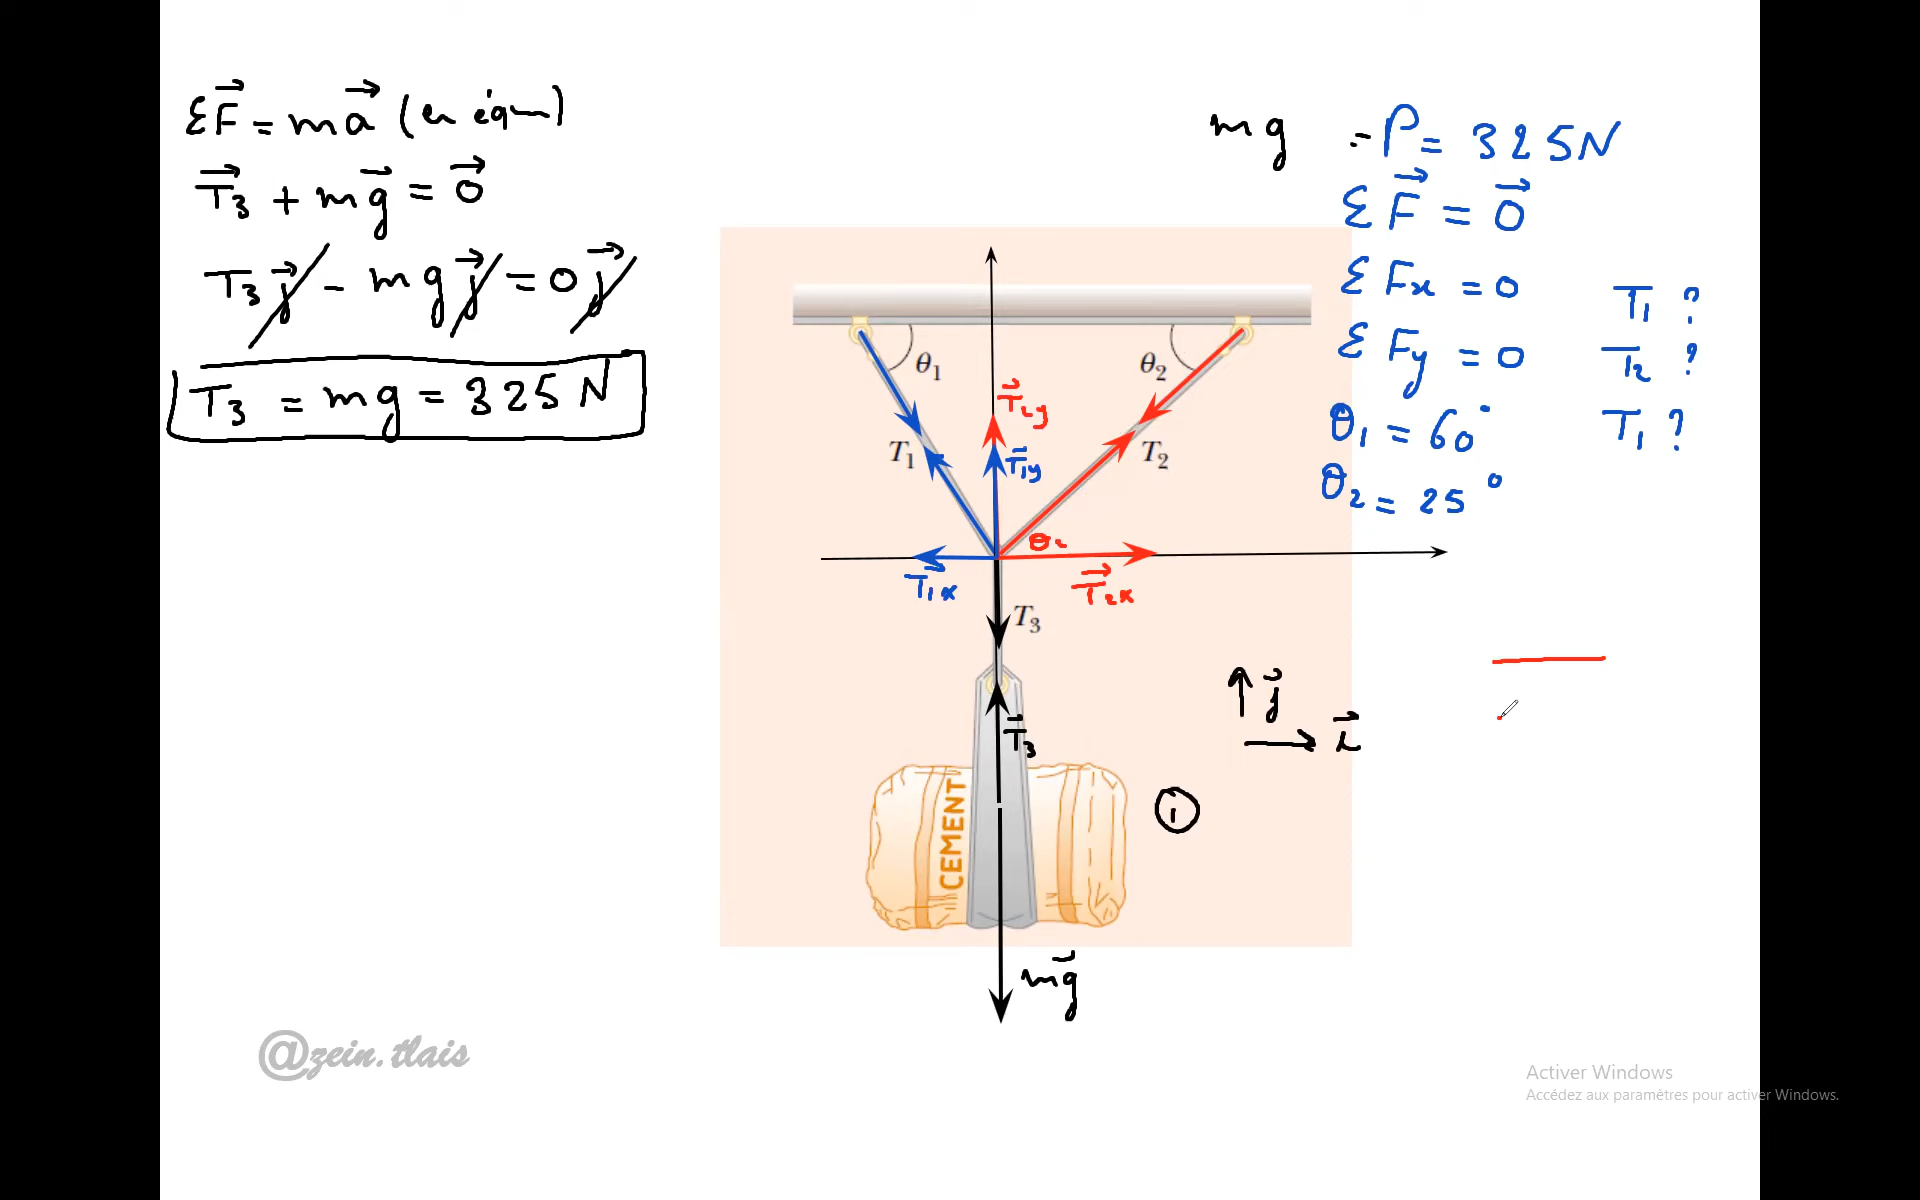 ΣF⃗ = ma⃗ (en équ)
T⃗₃ + mg⃗ = 0⃗
T₃ j⃗ - mg j⃗ = 0 j⃗
T₃ = mg = 325 N
mg = P = 325N
ΣF⃗ = 0⃗
ΣFx = 0
ΣFy = 0
θ₁ = 60°
θ₂ = 25°
T₁ ?
T₂ ?
T₁ ?
θ₁
θ₂
T⃗₂y
T₁
T⃗₁y
T₂
θ₂
T⃗₁x
T⃗₂x
T₃
j⃗
i⃗
T⃗₃
CEMENT
1
mg⃗
@zein.tlais
Activer Windows
Accédez aux paramètres pour activer Windows.